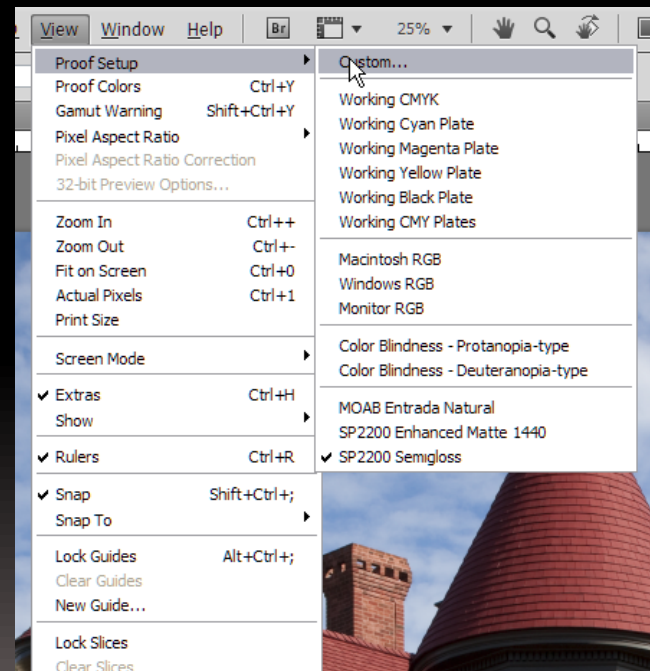 View Window Help Br 25%
Proof Setup
Proof Colors Ctrl+Y
Gamut Warning Shift+Ctrl+Y
Pixel Aspect Ratio
Pixel Aspect Ratio Correction
32-bit Preview Options...
Zoom In Ctrl++
Zoom Out Ctrl+-
Fit on Screen Ctrl+0
Actual Pixels Ctrl+1
Print Size
Screen Mode
Extras Ctrl+H
Show
Rulers Ctrl+R
Snap Shift+Ctrl+;
Snap To
Lock Guides Alt+Ctrl+;
Clear Guides
New Guide...
Lock Slices
Clear Slices
Custom...
Working CMYK
Working Cyan Plate
Working Magenta Plate
Working Yellow Plate
Working Black Plate
Working CMY Plates
Macintosh RGB
Windows RGB
Monitor RGB
Color Blindness - Protanopia-type
Color Blindness - Deuteranopia-type
MOAB Entrada Natural
SP2200 Enhanced Matte 1440
SP2200 Semigloss